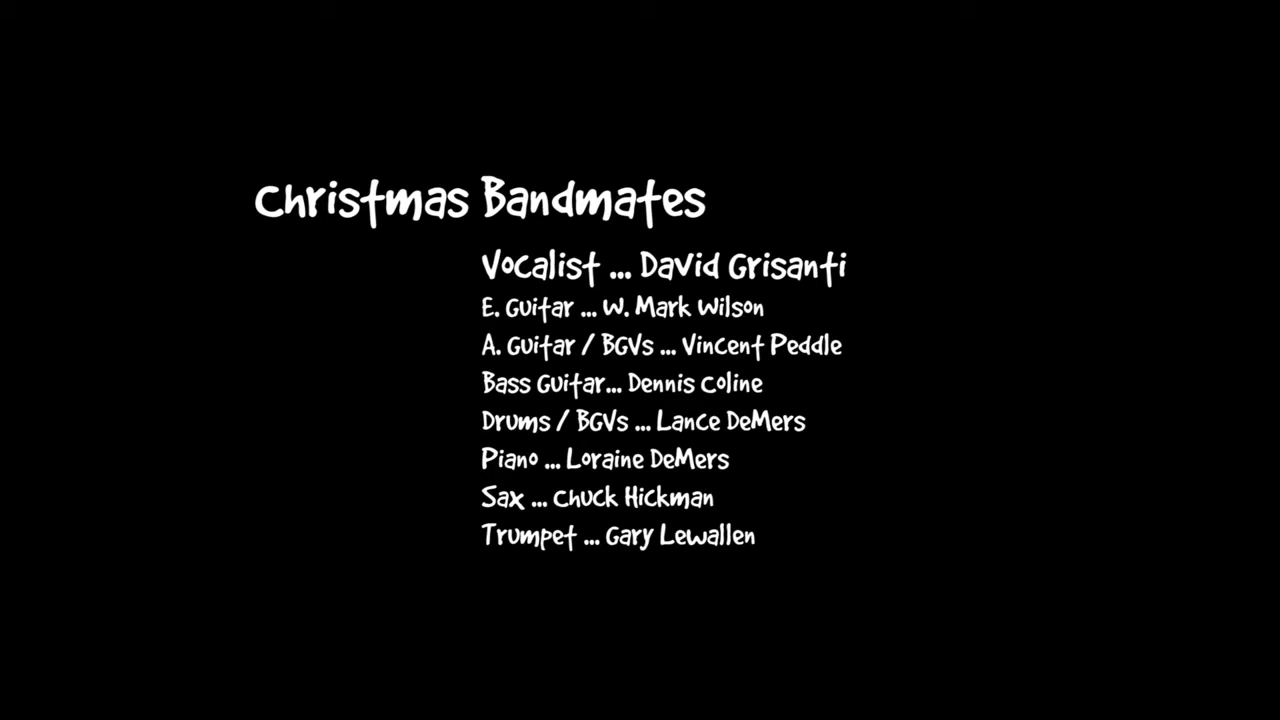 Christmas Bandmates
Vocalist ... David Grisanti
E. Guitar ... W. Mark Wilson
A. Guitar / BGVs ... Vincent Peddle
Bass Guitar... Dennis Coline
Drums / BGVs ... Lance DeMers
Piano ... Loraine DeMers
Sax ... Chuck Hickman
Trumpet ... Gary Lewallen